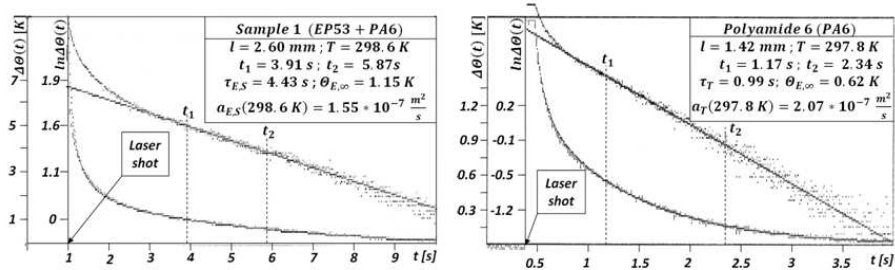 Sample 1 (EP53 + PA6)
l = 2.60 mm ; T = 298.6 K
t₁ = 3.91 s ; t₂ = 5.87s
τE,S = 4.43 s ; ΘE,∞ = 1.15 K
aE,S(298.6 K) = 1.55 * 10⁻⁷ m²/s
ΔΘ(t) [K]
lnΔΘ(t)
7
5
3
1
1.9
1.6
1.1
0
t₁
t₂
Laser
shot
1 2 3 4 5 6 7 8 9 t [s]
Polyamide 6 (PA6)
l = 1.42 mm ; T = 297.8 K
t₁ = 1.17 s ; t₂ = 2.34 s
τT = 0.99 s ; ΘE,∞ = 0.62 K
aT(297.8 K) = 2.07 * 10⁻⁷ m²/s
ΔΘ(t) [K]
lnΔΘ(t)
1.2
0.9
0.6
0.3
0.2
-0.1
-0.5
-1.2
t₁
t₂
Laser
shot
0.5 1 1.5 2 2.5 3 3.5 t [s]